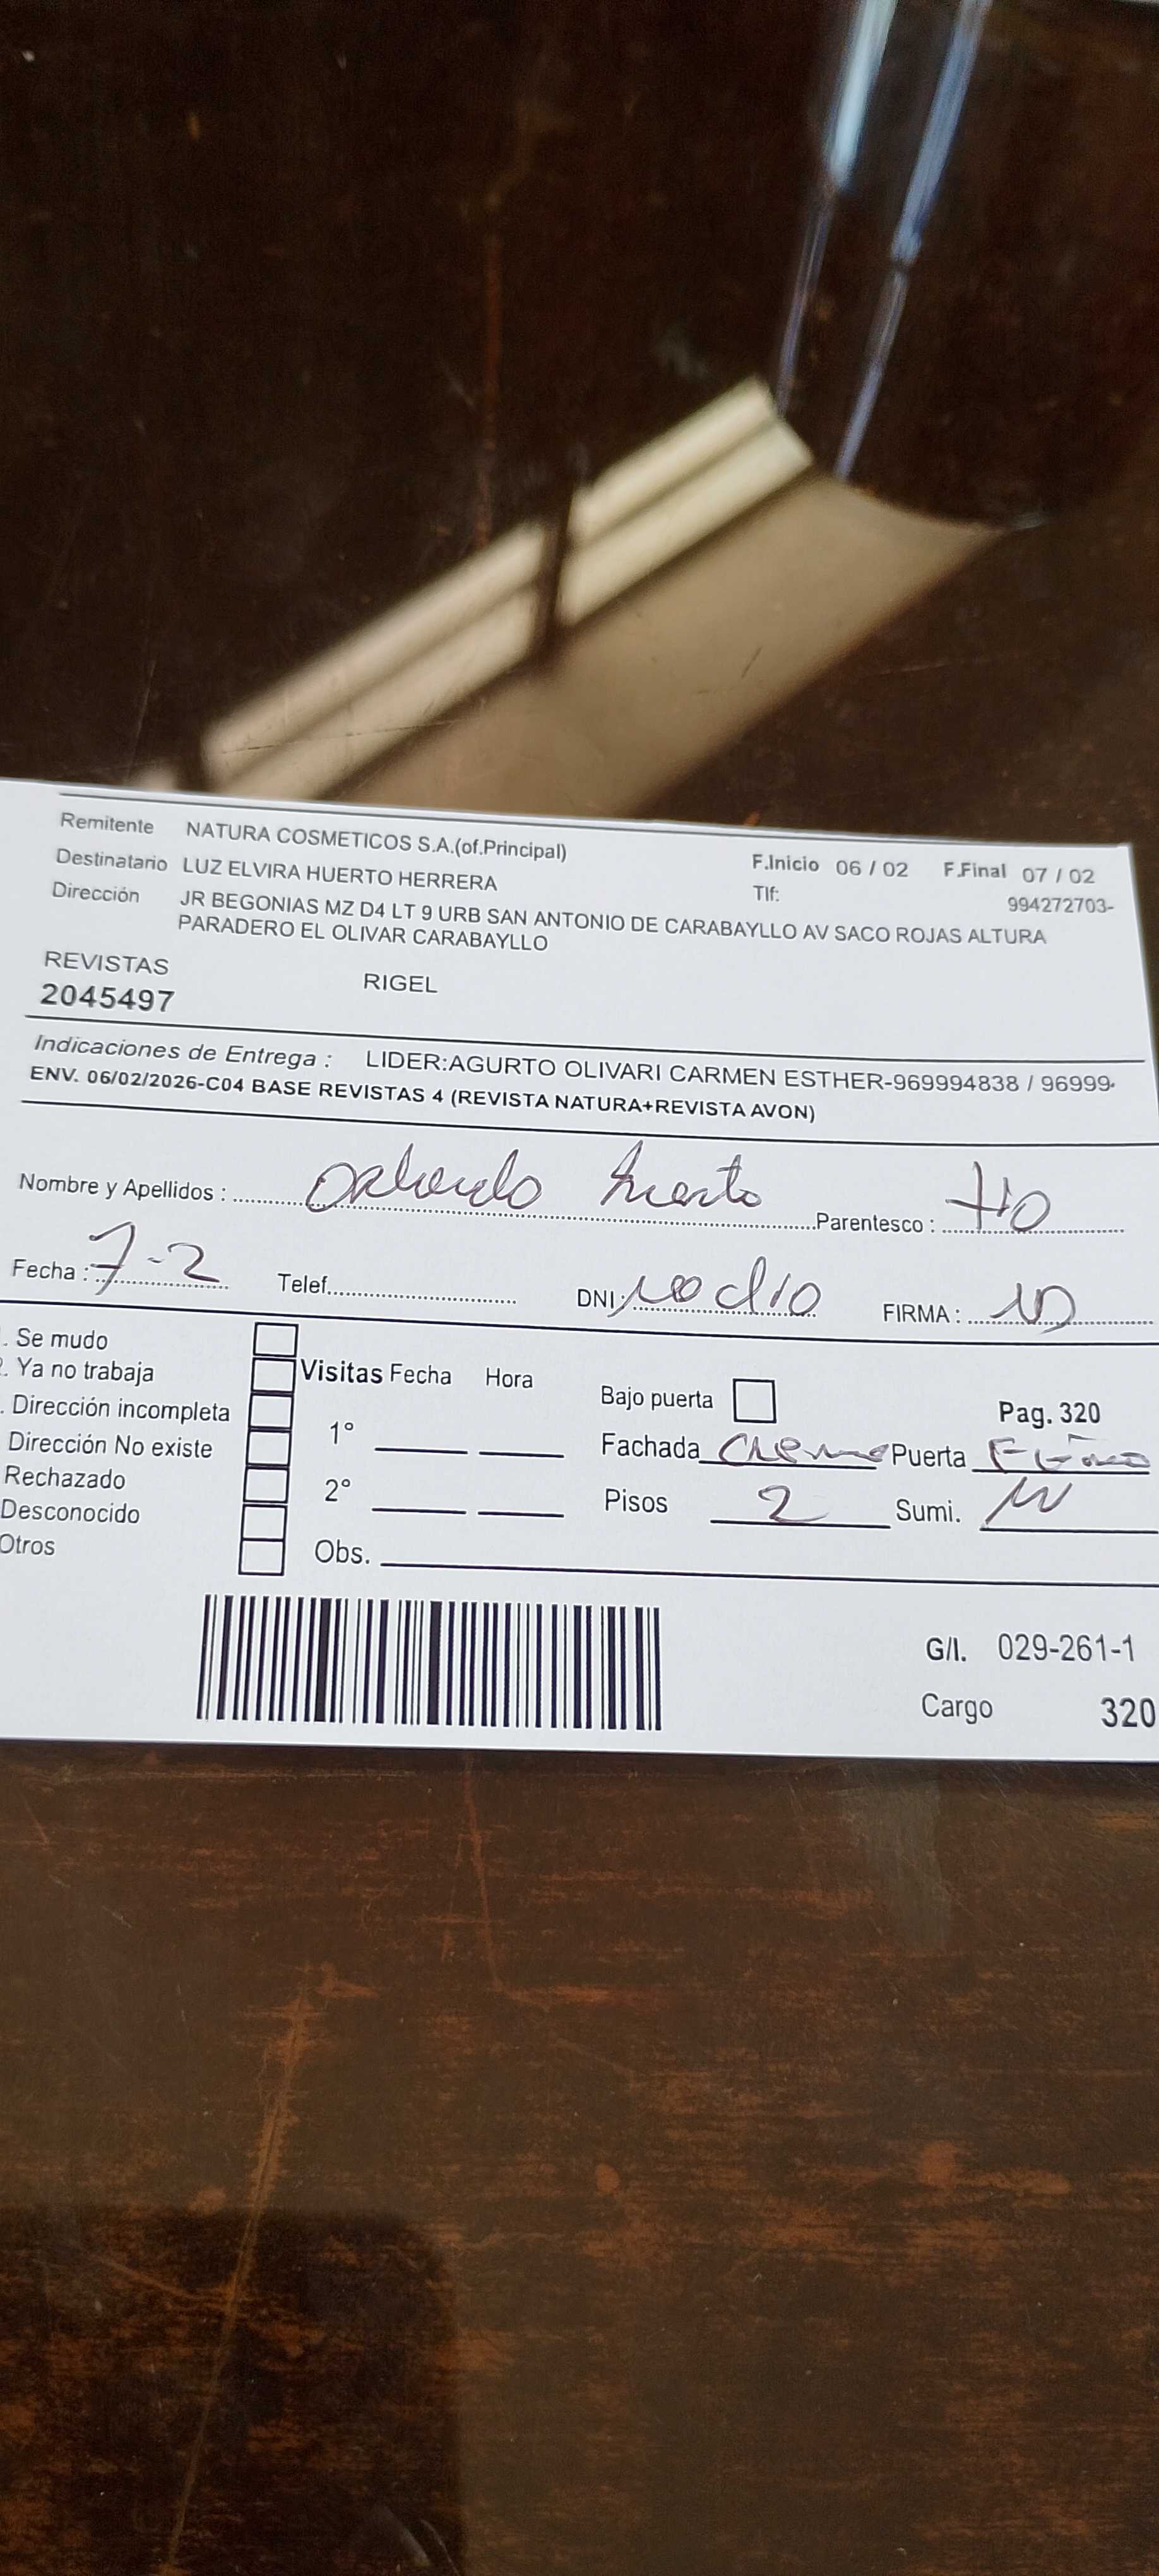 Remitente NATURA COSMETICOS S.A.(of.Principal)
F.Inicio 06 / 02 F.Final 07 / 02
Destinatario LUZ ELVIRA HUERTO HERRERA
Tlf: 994272703-
Dirección JR BEGONIAS MZ D4 LT 9 URB SAN ANTONIO DE CARABAYLLO AV SACO ROJAS ALTURA
PARADERO EL OLIVAR CARABAYLLO
REVISTAS RIGEL
2045497
Indicaciones de Entrega : LIDER:AGURTO OLIVARI CARMEN ESTHER-969994838 / 96999
ENV. 06/02/2026-C04 BASE REVISTAS 4 (REVISTA NATURA+REVISTA AVON)
Nombre y Apellidos : Huerto Parentesco : tio
Fecha : 7-2 Telef. DNI: no dio FIRMA :
. Se mudo
. Ya no trabaja
. Dirección incompleta
Dirección No existe
Rechazado
Desconocido
Otros
Visitas Fecha Hora
1°
2°
Obs.
Bajo puerta Pag. 320
Fachada Crema Puerta
Pisos 2 Sumi.
G/I. 029-261-1
Cargo 320